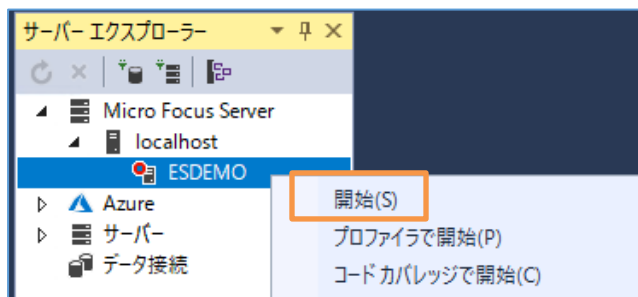 サーバー エクスプローラー
Micro Focus Server
localhost
ESDEMO
開始(S)
Azure
サーバー
プロファイラで開始(P)
データ接続
コード カバレッジで開始(C)